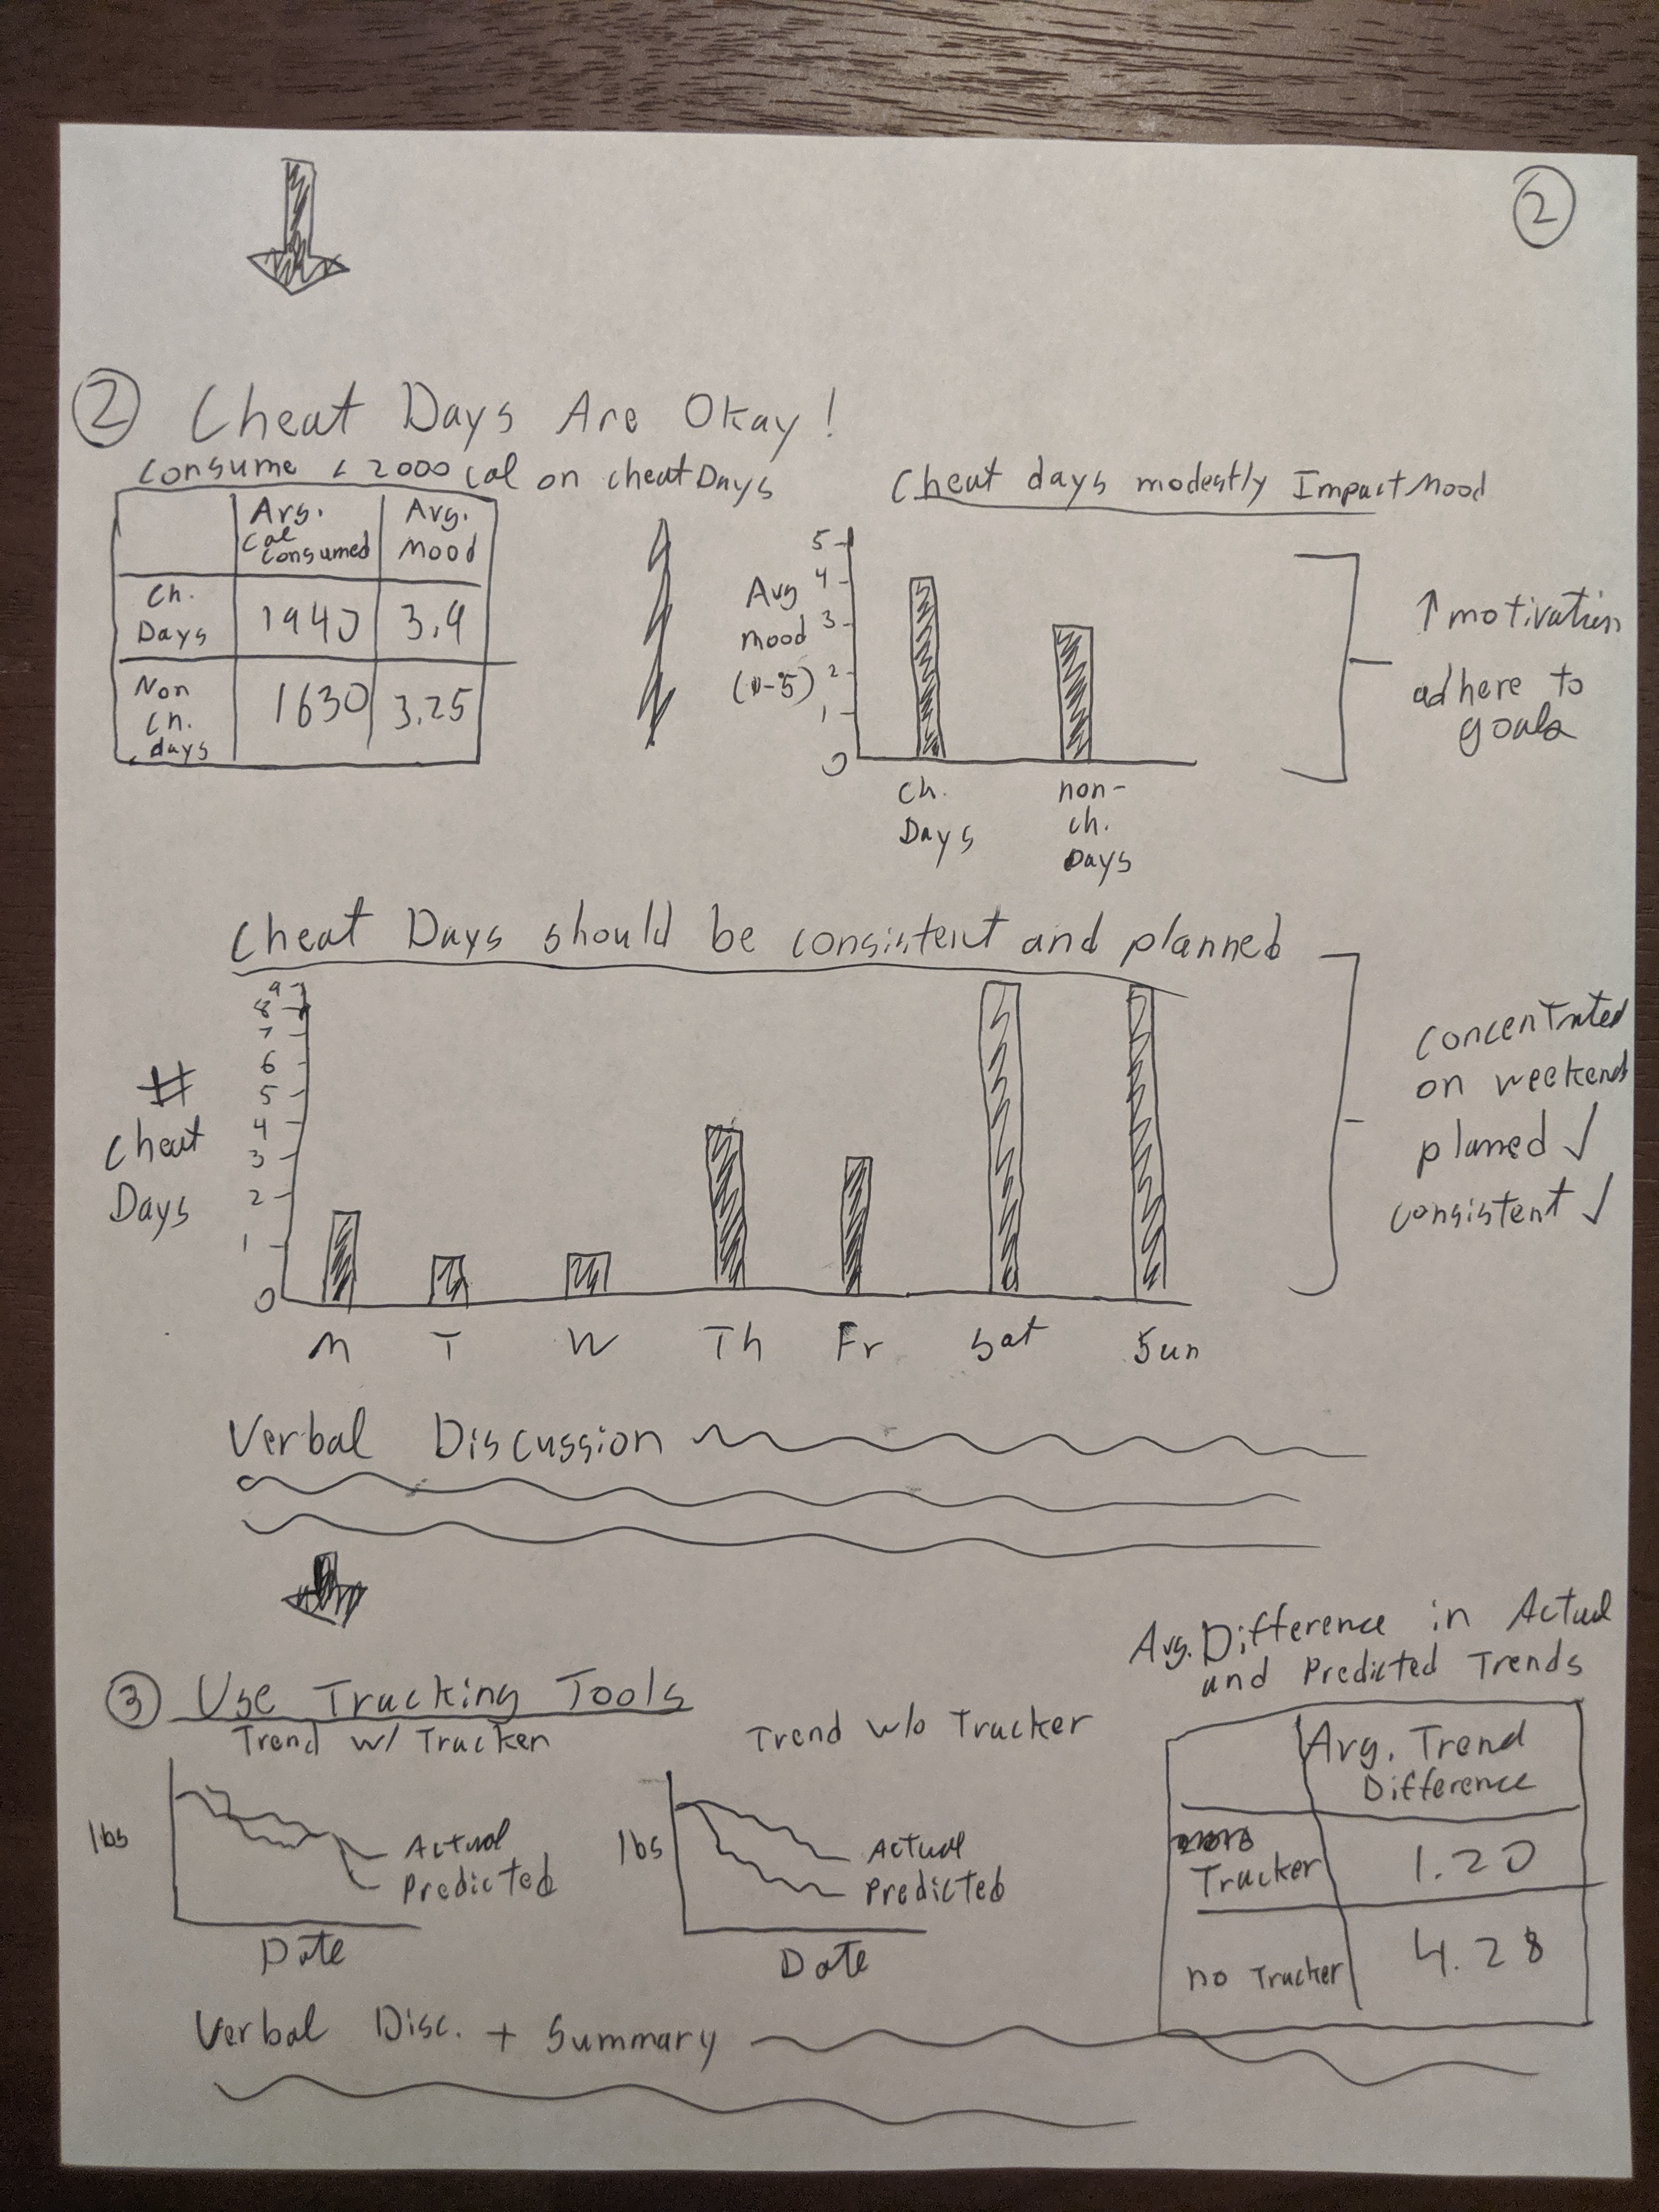 2
2 Cheat Days Are Okay!
Consume < 2000 Cal on cheat Days
Avg. Cal Consumed
Avg. Mood
Ch. Days
1940
3.9
Non Ch. days
1630
3.25
Cheat days modestly Impact Mood
Avg
mood
(0-5)
5
4
3
2
1
0
Ch.
Days
non-
ch.
Days
↑ motivation
adhere to
goals
Cheat Days should be consistent and planned
#
Cheat
Days
9
8
7
6
5
4
3
2
1
0
M T W Th Fr Sat Sun
concentrated
on weekends
planned ✓
consistent ✓
Verbal Discussion
3 Use Tracking Tools
Trend w/ Tracker
lbs
Actual
Predicted
Date
Trend w/o Tracker
lbs
Actual
Predicted
Date
Avg. Difference in Actual
and Predicted Trends
Avg. Trend
Difference
Tracker
1.20
no Tracker
4.28
Verbal Disc. + Summary